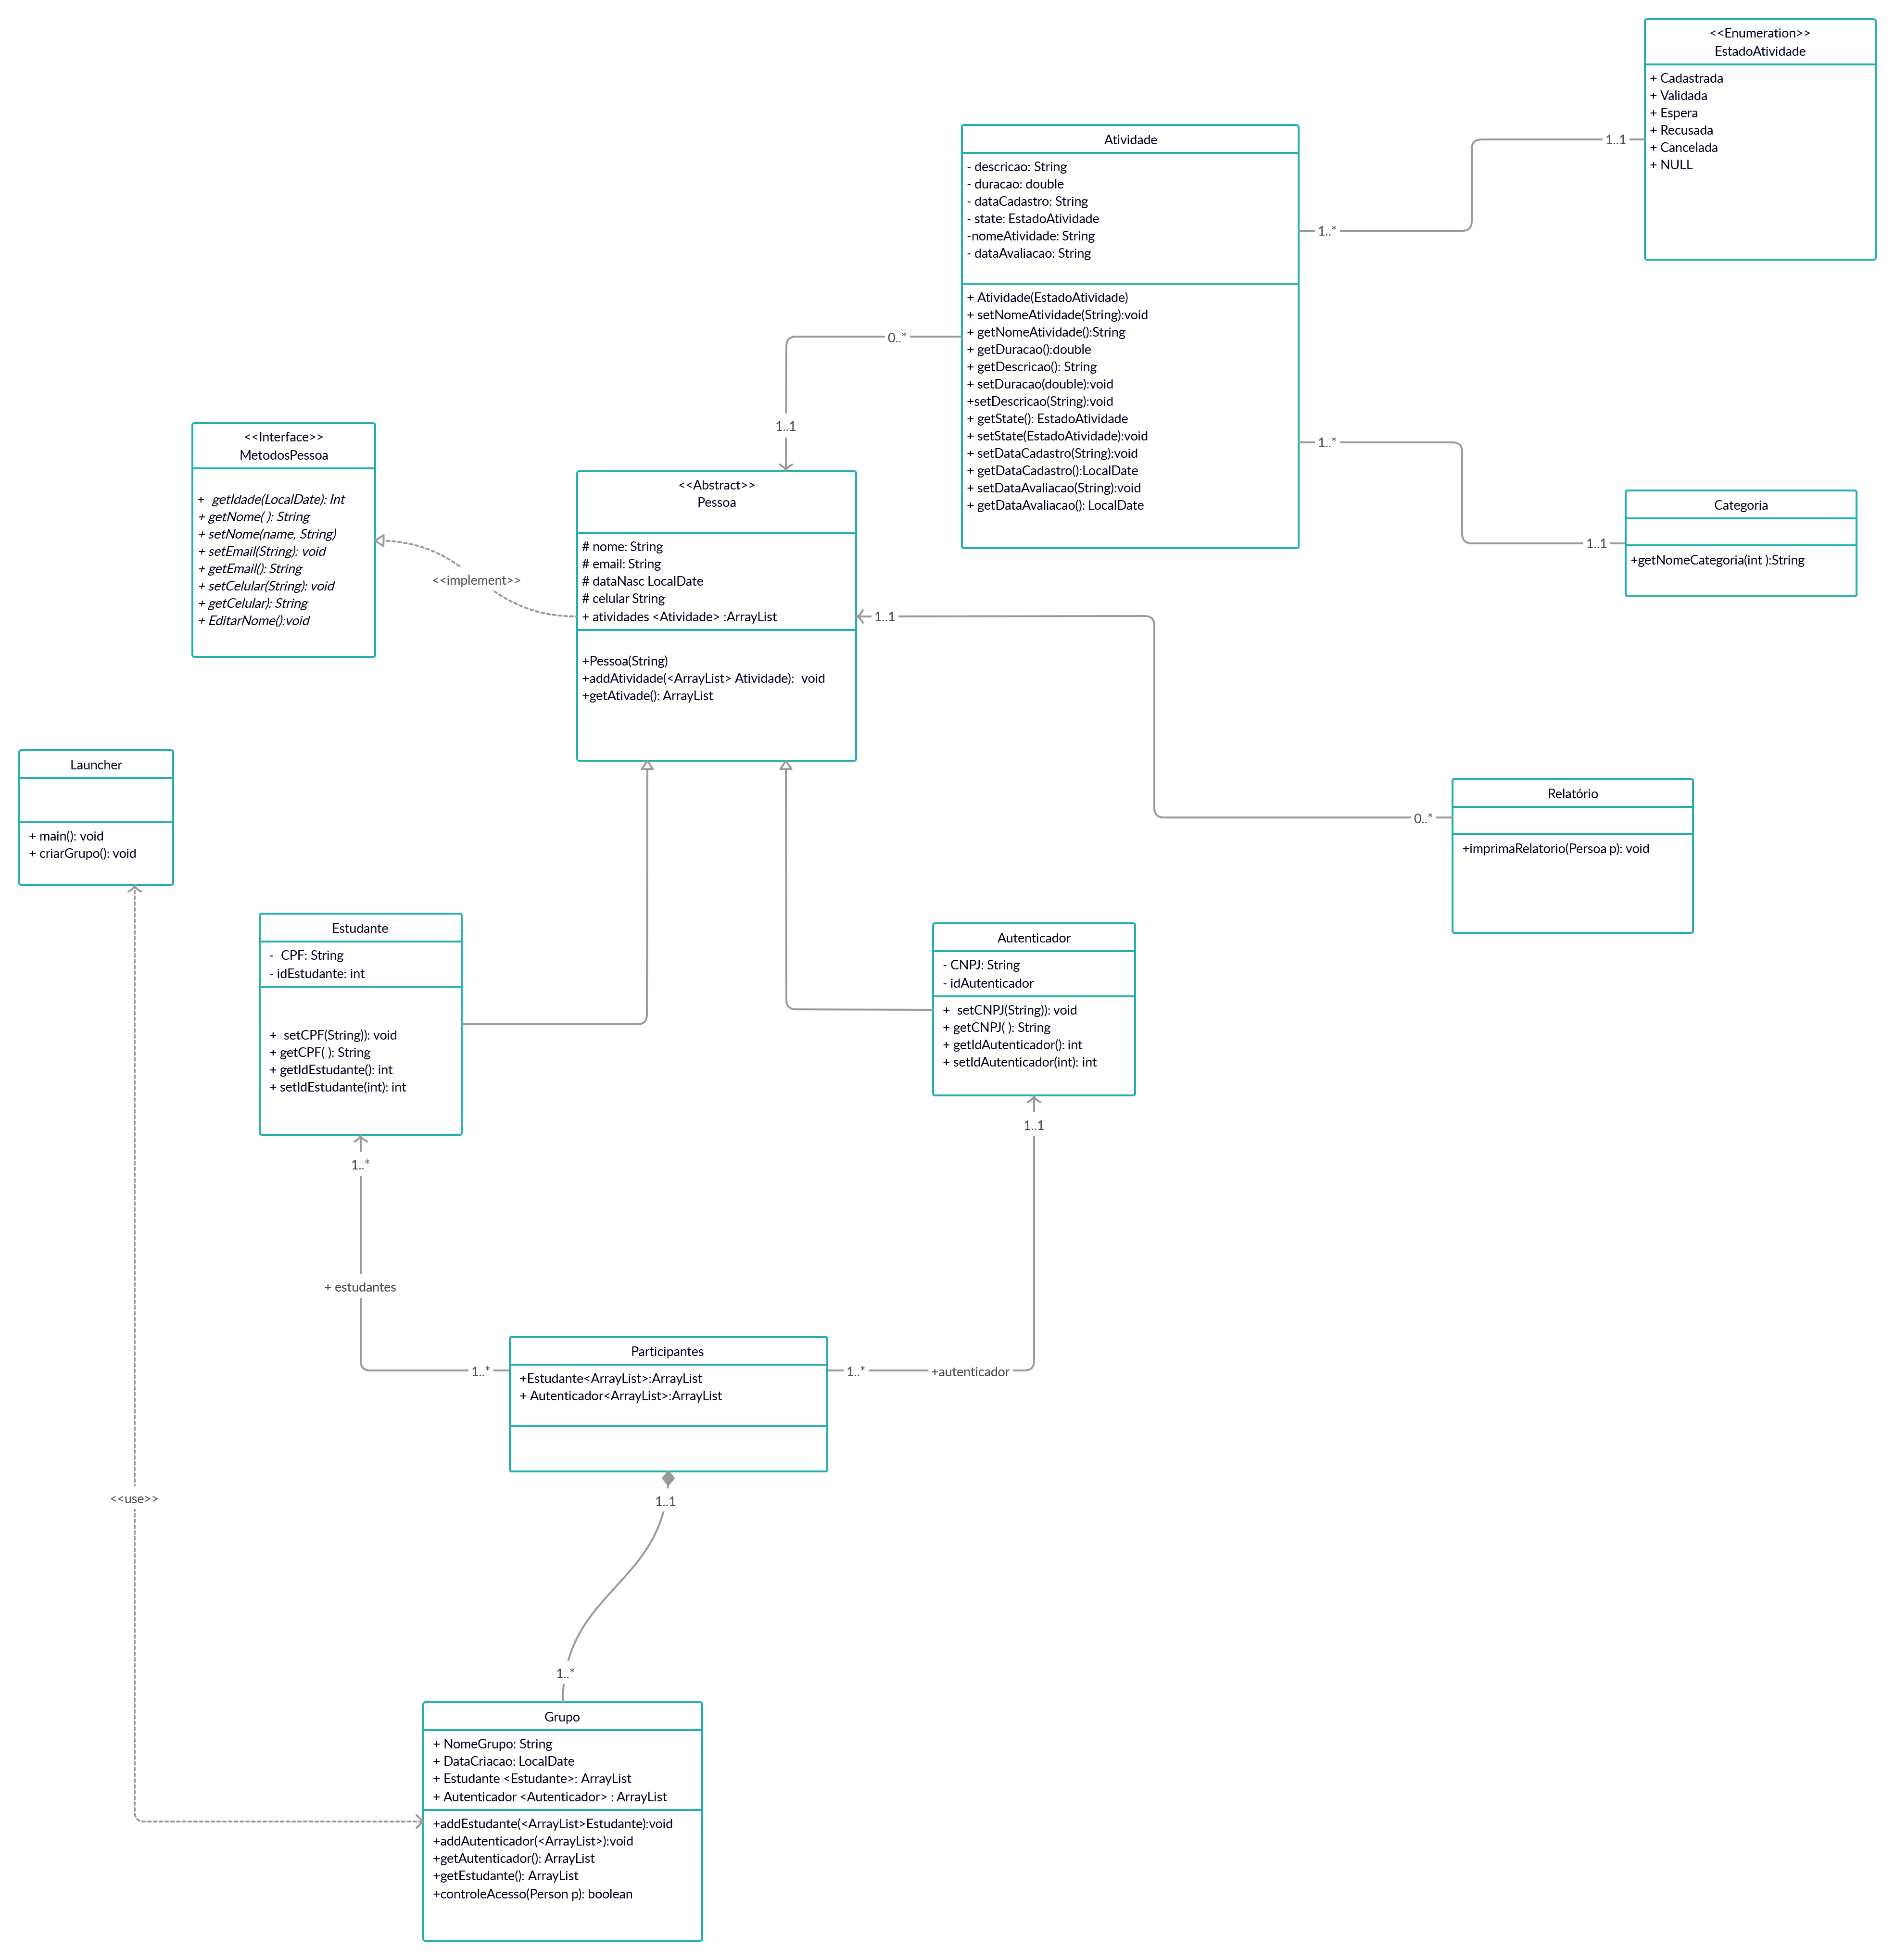 <<Enumeration>>
EstadoAtividade
+ Cadastrada
+ Validada
+ Espera
+ Recusada
+ Cancelada
+ NULL
1..1
1..*
Atividade
- descricao: String
- duracao: double
- dataCadastro: String
- state: EstadoAtividade
-nomeAtividade: String
- dataAvaliacao: String
+ Atividade(EstadoAtividade)
+ setNomeAtividade(String):void
+ getNomeAtividade():String
+ getDuracao():double
+ getDescricao(): String
+ setDuracao(double):void
+setDescricao(String):void
+ getState(): EstadoAtividade
+ setState(EstadoAtividade):void
+ setDataCadastro(String):void
+ getDataCadastro():LocalDate
+ setDataAvaliacao(String):void
+ getDataAvaliacao(): LocalDate
0..*
1..1
1..*
1..1
Categoria
+getNomeCategoria(int ):String
<<Interface>>
MetodosPessoa
+  getIdade(LocalDate): Int
+ getNome( ): String
+ setNome(name, String)
+ setEmail(String): void
+ getEmail(): String
+ setCelular(String): void
+ getCelular): String
+ EditarNome():void
<<implement>>
<<Abstract>>
Pessoa
# nome: String
# email: String
# dataNasc LocalDate
# celular String
+ atividades <Atividade> :ArrayList
+Pessoa(String)
+addAtividade(<ArrayList> Atividade):  void
+getAtivade(): ArrayList
1..1
0..*
Relatório
+imprimaRelatorio(Persoa p): void
Launcher
+ main(): void
+ criarGrupo(): void
Estudante
-  CPF: String
- idEstudante: int
+  setCPF(String)): void
+ getCPF( ): String
+ getIdEstudante(): int
+ setIdEstudante(int): int
Autenticador
- CNPJ: String
- idAutenticador
+  setCNPJ(String)): void
+ getCNPJ( ): String
+ getIdAutenticador(): int
+ setIdAutenticador(int): int
1..1
1..*
+ estudantes
1..*
1..*
+autenticador
Participantes
+Estudante<ArrayList>:ArrayList
+ Autenticador<ArrayList>:ArrayList
1..1
<<use>>
1..*
Grupo
+ NomeGrupo: String
+ DataCriacao: LocalDate
+ Estudante <Estudante>: ArrayList
+ Autenticador <Autenticador> : ArrayList
+addEstudante(<ArrayList>Estudante):void
+addAutenticador(<ArrayList>):void
+getAutenticador(): ArrayList
+getEstudante(): ArrayList
+controleAcesso(Person p): boolean